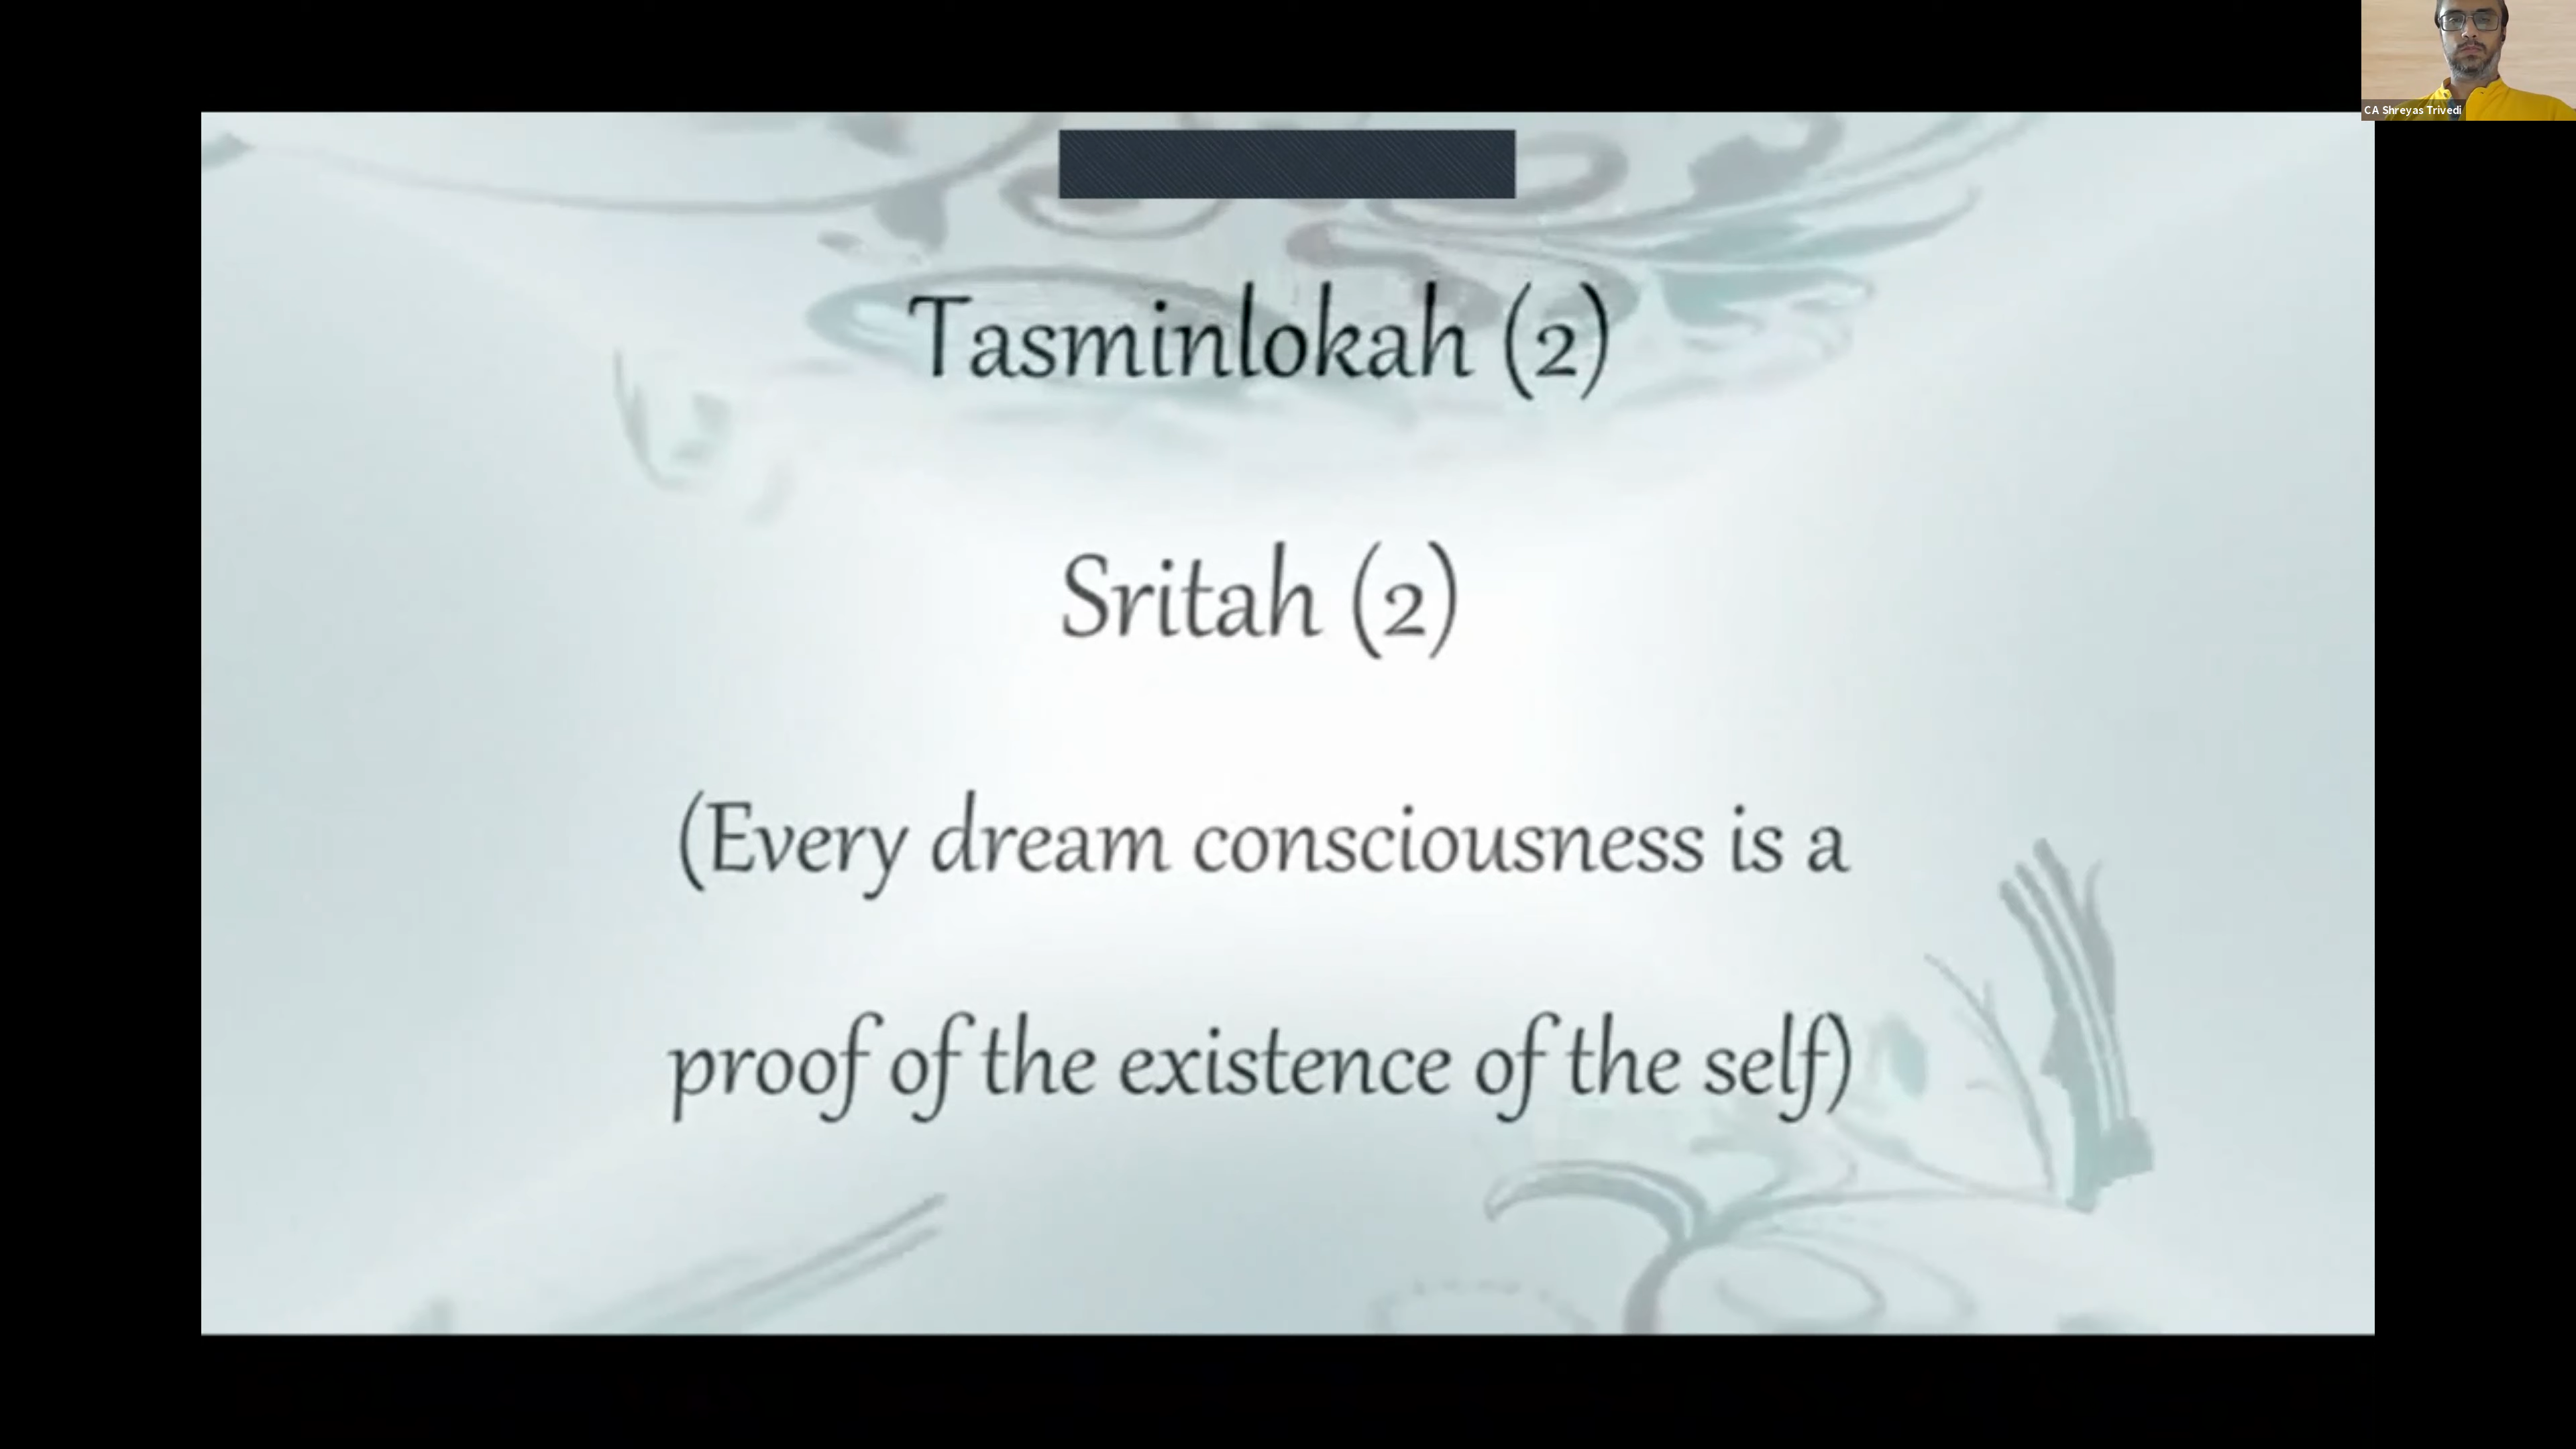 CA Shreyas Trivedi
Tasminlokah (2)
Sritah (2)
(Every dream consciousness is a
proof of the existence of the self)